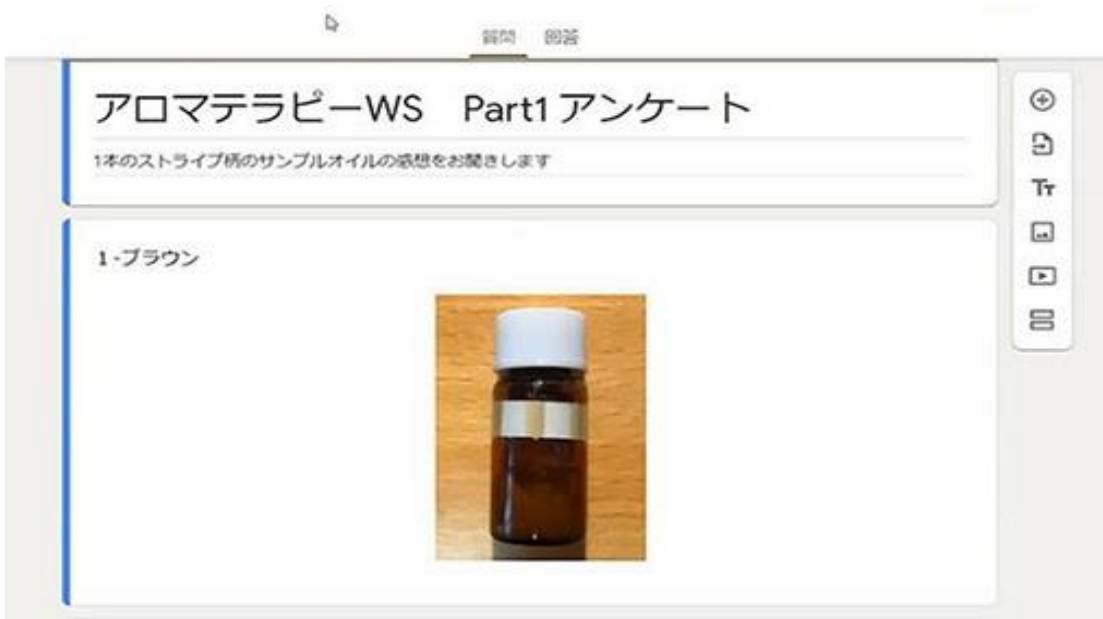 質問 回答
アロマテラピーWS Part1 アンケート
1本のストライプ柄のサンプルオイルの感想をお聞きします
Tт
1 -ブラウン